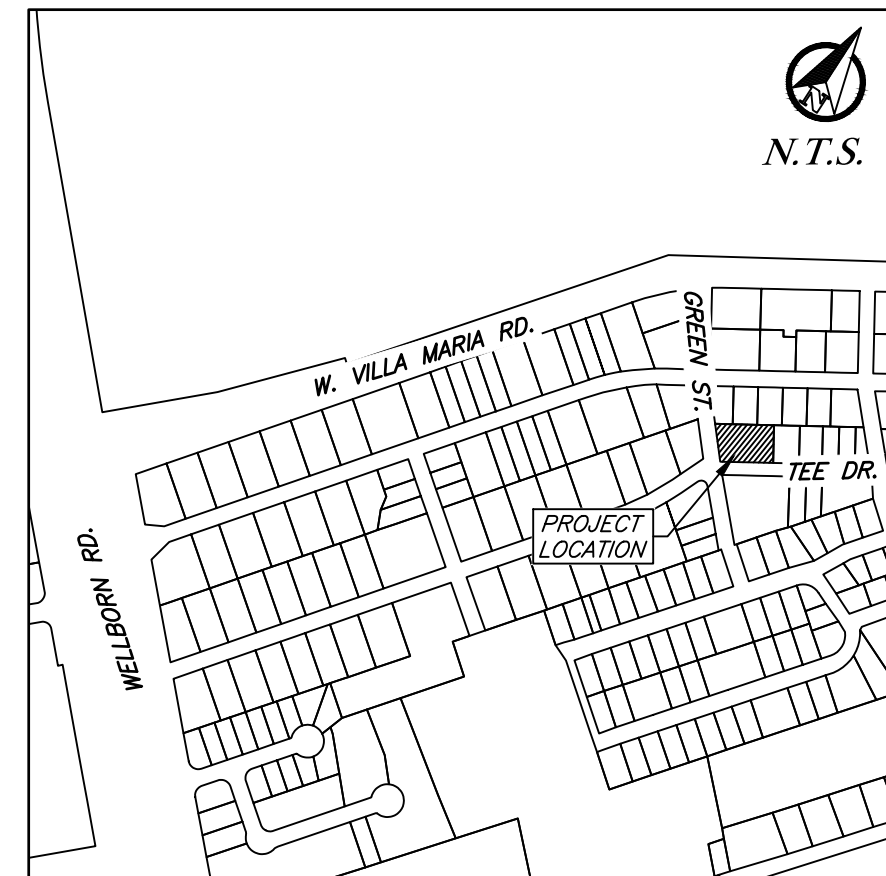 N
N.T.S.
W. VILLA MARIA RD.
GREEN ST.
TEE DR.
PROJECT
LOCATION
WELLBORN RD.